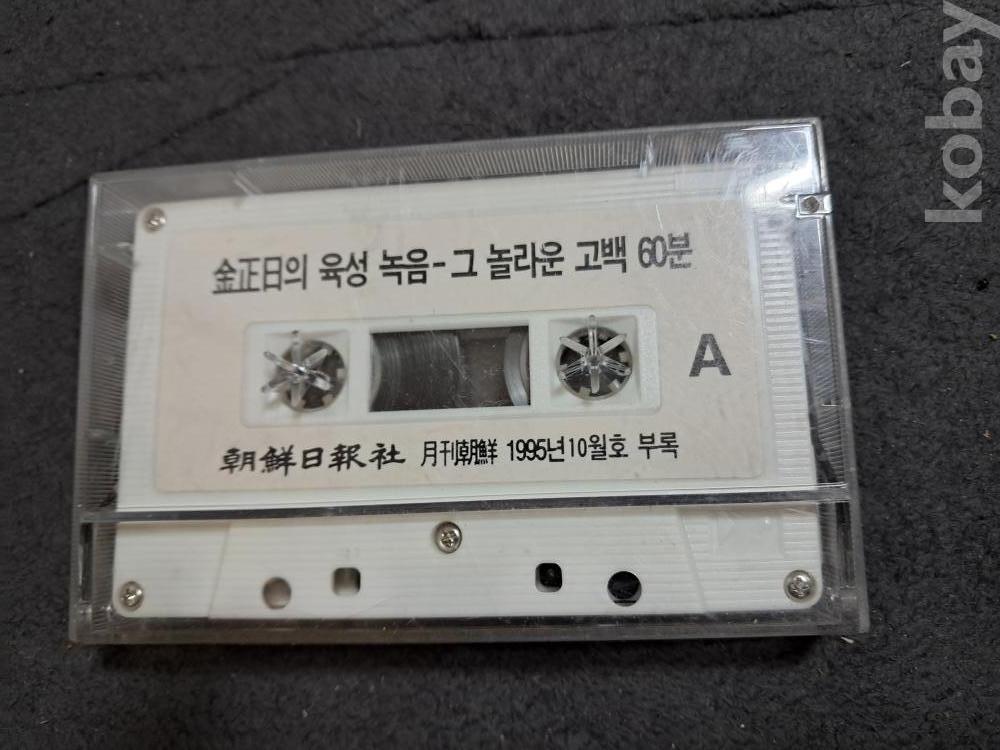 金正日의 육성 녹음-그 놀라운 고백 60분
A
朝鮮日報社 月刊朝鮮 1995년10월호 부록
kobay